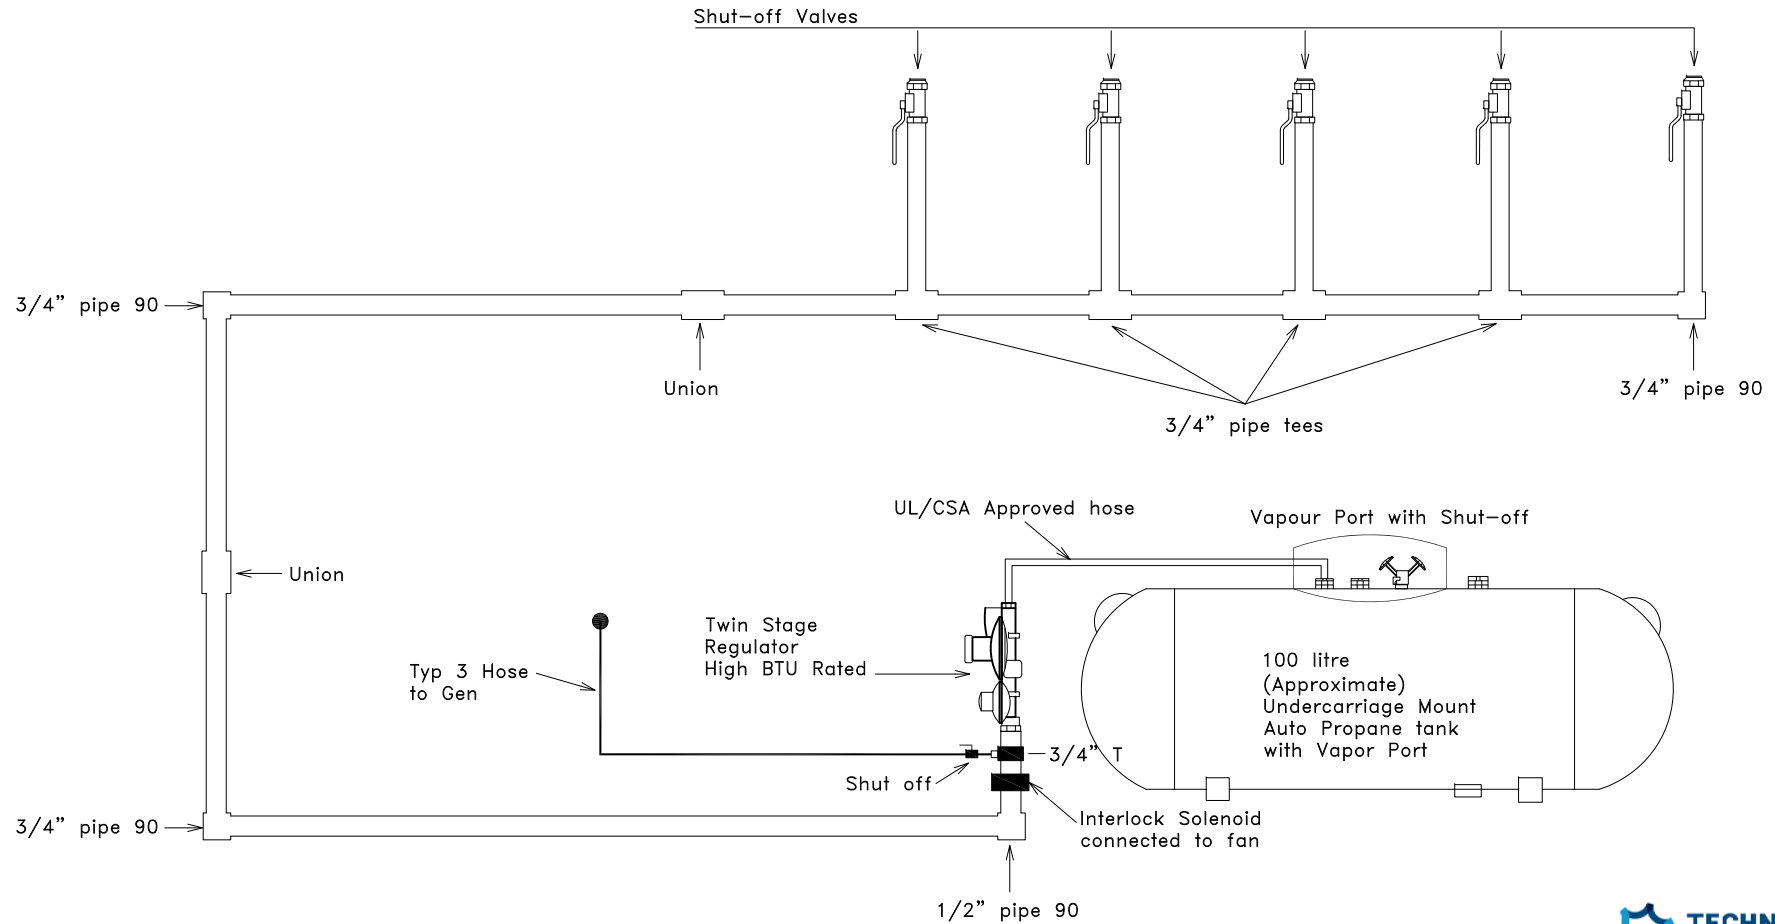 Shut-off Valves
3/4” pipe 90
Union
3/4” pipe tees
3/4” pipe 90
UL/CSA Approved hose
Vapour Port with Shut-off
Union
Twin Stage
Regulator
High BTU Rated
Typ 3 Hose
to Gen
100 litre
(Approximate)
Undercarriage Mount
Auto Propane tank
with Vapor Port
3/4” T
Shut off
Interlock Solenoid
connected to fan
3/4” pipe 90
1/2” pipe 90
TECHN